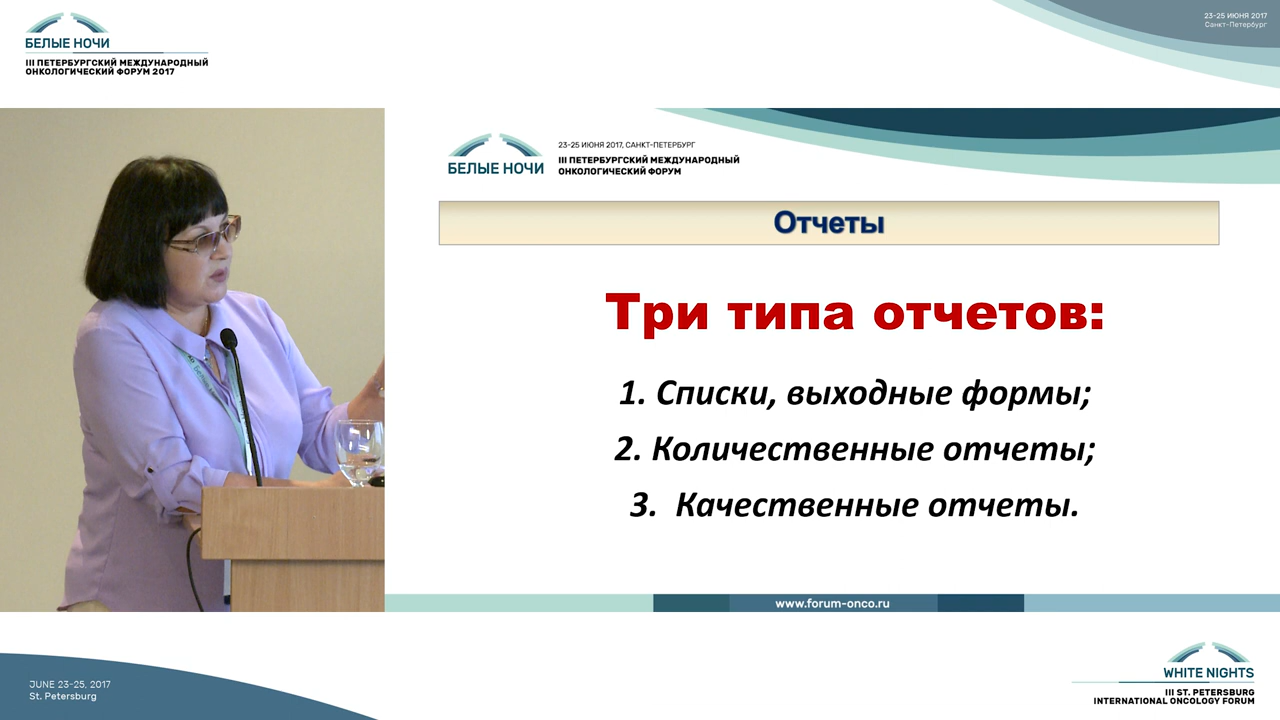 БЕЛЫЕ НОЧИ
III ПЕТЕРБУРГСКИЙ МЕЖДУНАРОДНЫЙ
ОНКОЛОГИЧЕСКИЙ ФОРУМ 2017
23-25 ИЮНЯ 2017
Санкт-Петербург
БЕЛЫЕ НОЧИ
23-25 ИЮНЯ 2017, САНКТ-ПЕТЕРБУРГ
III ПЕТЕРБУРГСКИЙ МЕЖДУНАРОДНЫЙ
ОНКОЛОГИЧЕСКИЙ ФОРУМ
Отчеты
Три типа отчетов:
1. Списки, выходные формы;
2. Количественные отчеты;
3. Качественные отчеты.
www.forum-onco.ru
JUNE 23-25, 2017
St. Petersburg
WHITE NIGHTS
III ST. PETERSBURG
INTERNATIONAL ONCOLOGY FORUM